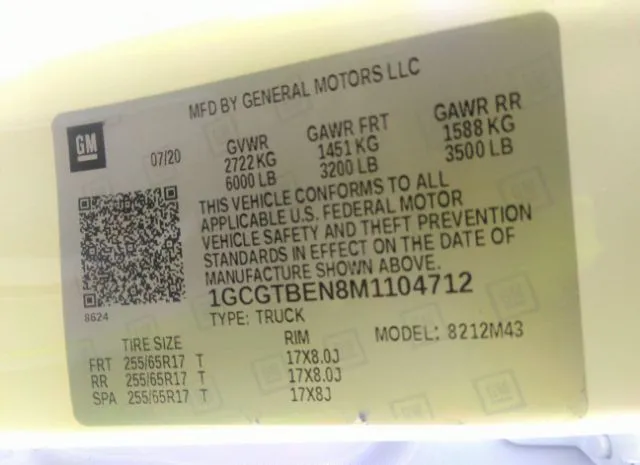 MFD BY GENERAL MOTORS LLC
GM
07/20
GVWR GAWR FRT GAWR RR
2722 KG 1451 KG 1588 KG
6000 LB 3200 LB 3500 LB
THIS VEHICLE CONFORMS TO ALL
APPLICABLE U.S. FEDERAL MOTOR
VEHICLE SAFETY AND THEFT PREVENTION
STANDARDS IN EFFECT ON THE DATE OF
MANUFACTURE SHOWN ABOVE.
8624
1GCGTBEN8M1104712
TYPE: TRUCK MODEL: 8212M43
TIRE SIZE RIM
FRT 255/65R17 T 17X8.0J
RR 255/65R17 T 17X8.0J
SPA 255/65R17 T 17X8J